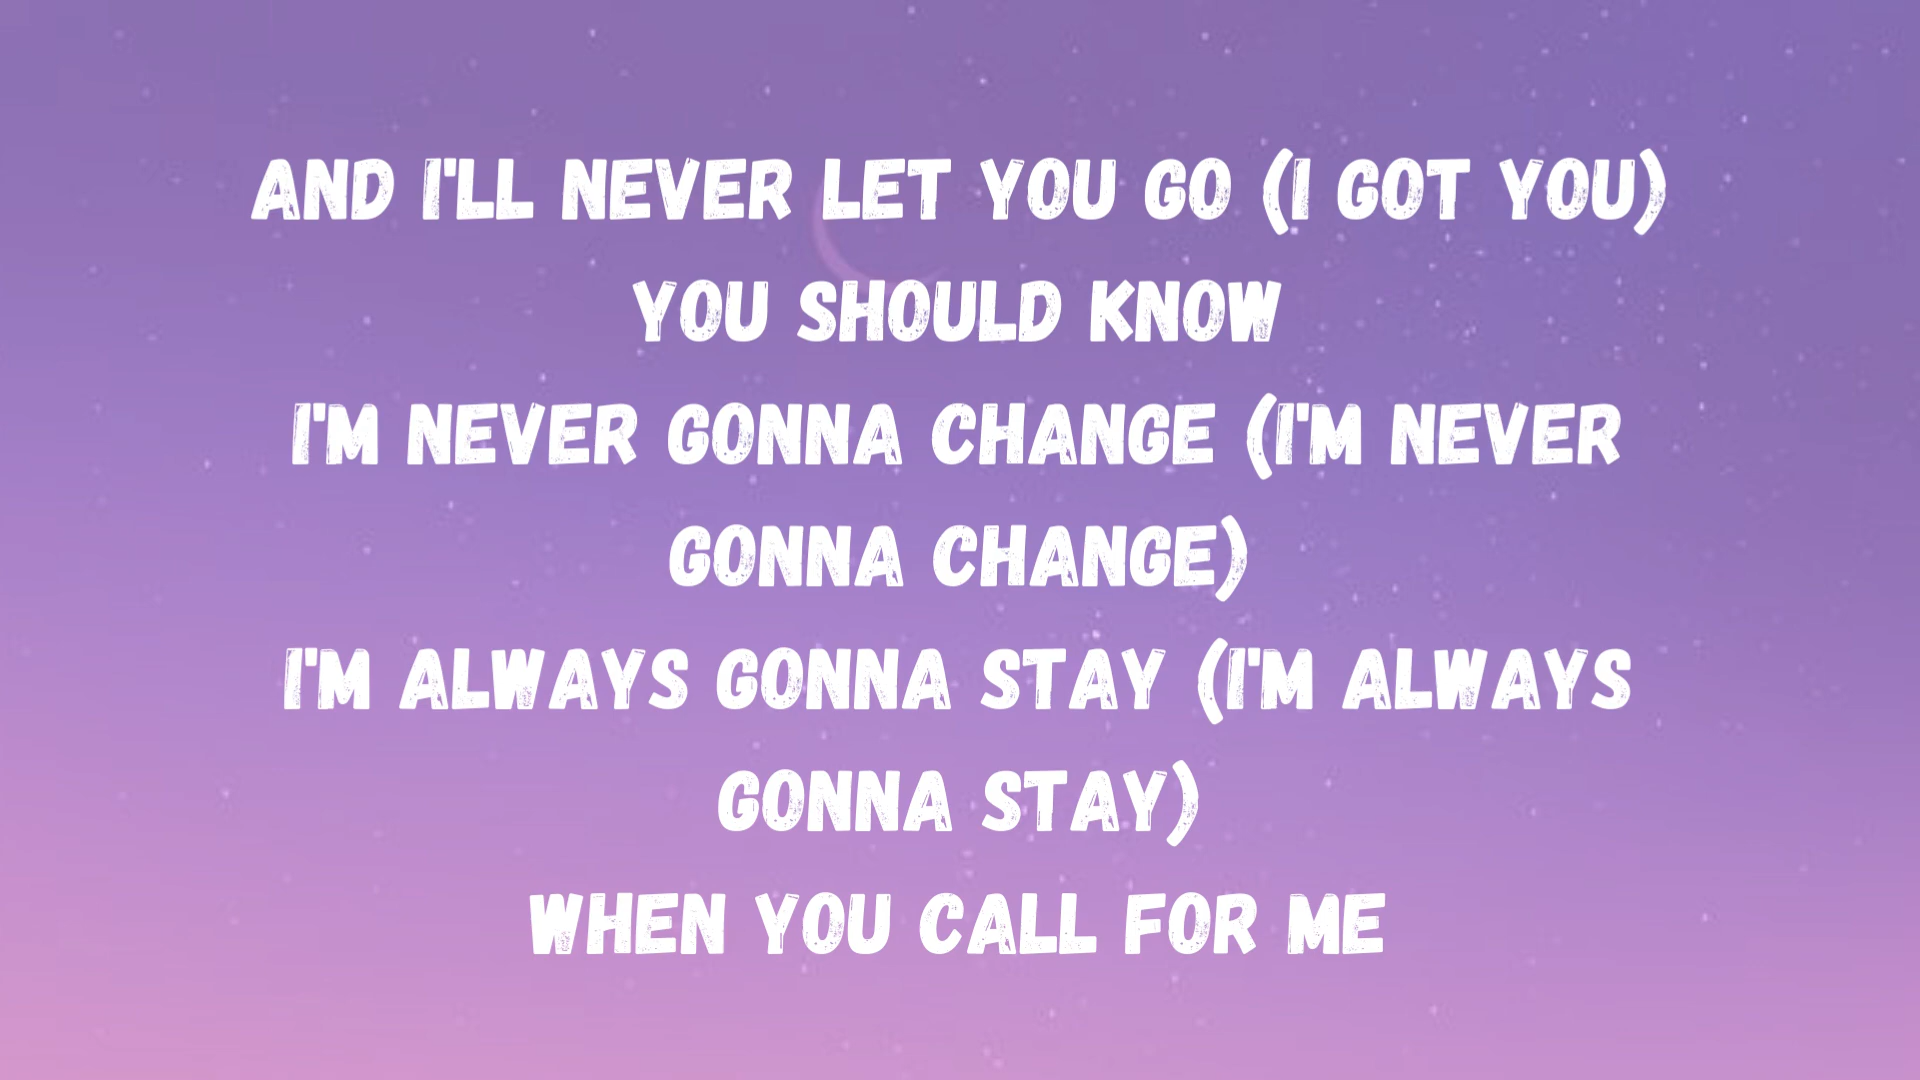 AND I'LL NEVER LET YOU GO (I GOT YOU)
YOU SHOULD KNOW
I'M NEVER GONNA CHANGE (I'M NEVER
GONNA CHANGE)
I'M ALWAYS GONNA STAY (I'M ALWAYS
GONNA STAY)
WHEN YOU CALL FOR ME